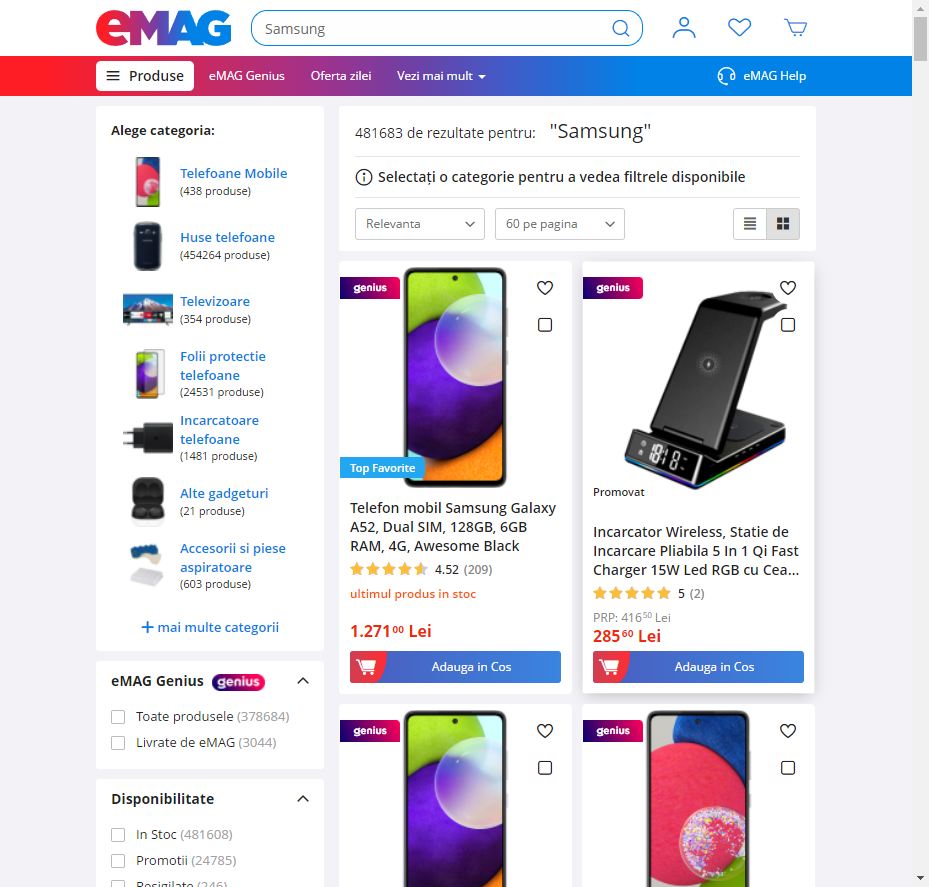 eMAG
Samsung
Produse
eMAG Genius
Oferta zilei
Vezi mai mult
eMAG Help
Alege categoria:
Telefoane Mobile
(438 produse)
Huse telefoane
(454264 produse)
Televizoare
(354 produse)
Folii protectie
telefoane
(24531 produse)
Incarcatoare
telefoane
(1481 produse)
Alte gadgeturi
(21 produse)
Accesorii si piese
aspiratoare
(603 produse)
+ mai multe categorii
eMAG Genius genius
Toate produsele (378684)
Livrate de eMAG (3044)
Disponibilitate
In Stoc (481608)
Promotii (24785)
Resigilate (246)
481683 de rezultate pentru: "Samsung"
Selectați o categorie pentru a vedea filtrele disponibile
Relevanta
60 pe pagina
genius
Top Favorite
Telefon mobil Samsung Galaxy
A52, Dual SIM, 128GB, 6GB
RAM, 4G, Awesome Black
4.52 (209)
ultimul produs in stoc
1.271⁰⁰ Lei
Adauga in Cos
genius
Promovat
Incarcator Wireless, Statie de
Incarcare Pliabila 5 In 1 Qi Fast
Charger 15W Led RGB cu Cea...
5 (2)
PRP: 416⁵⁰ Lei
285⁶⁰ Lei
Adauga in Cos
genius
genius